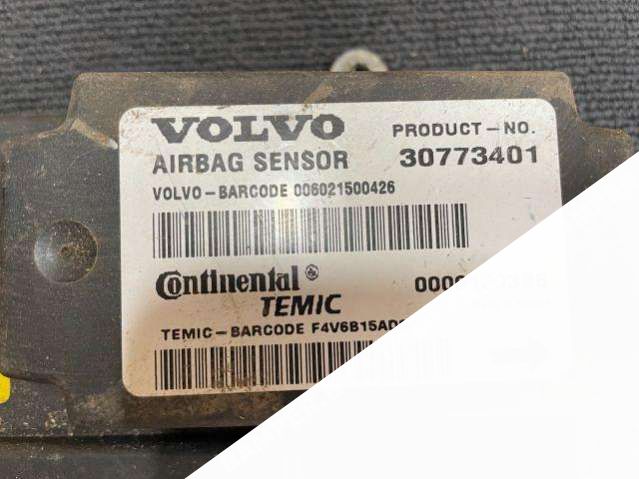 VOLVO PRODUCT-NO.
AIRBAG SENSOR 30773401
VOLVO-BARCODE 006021500426
Continental ®
TEMIC
TEMIC-BARCODE